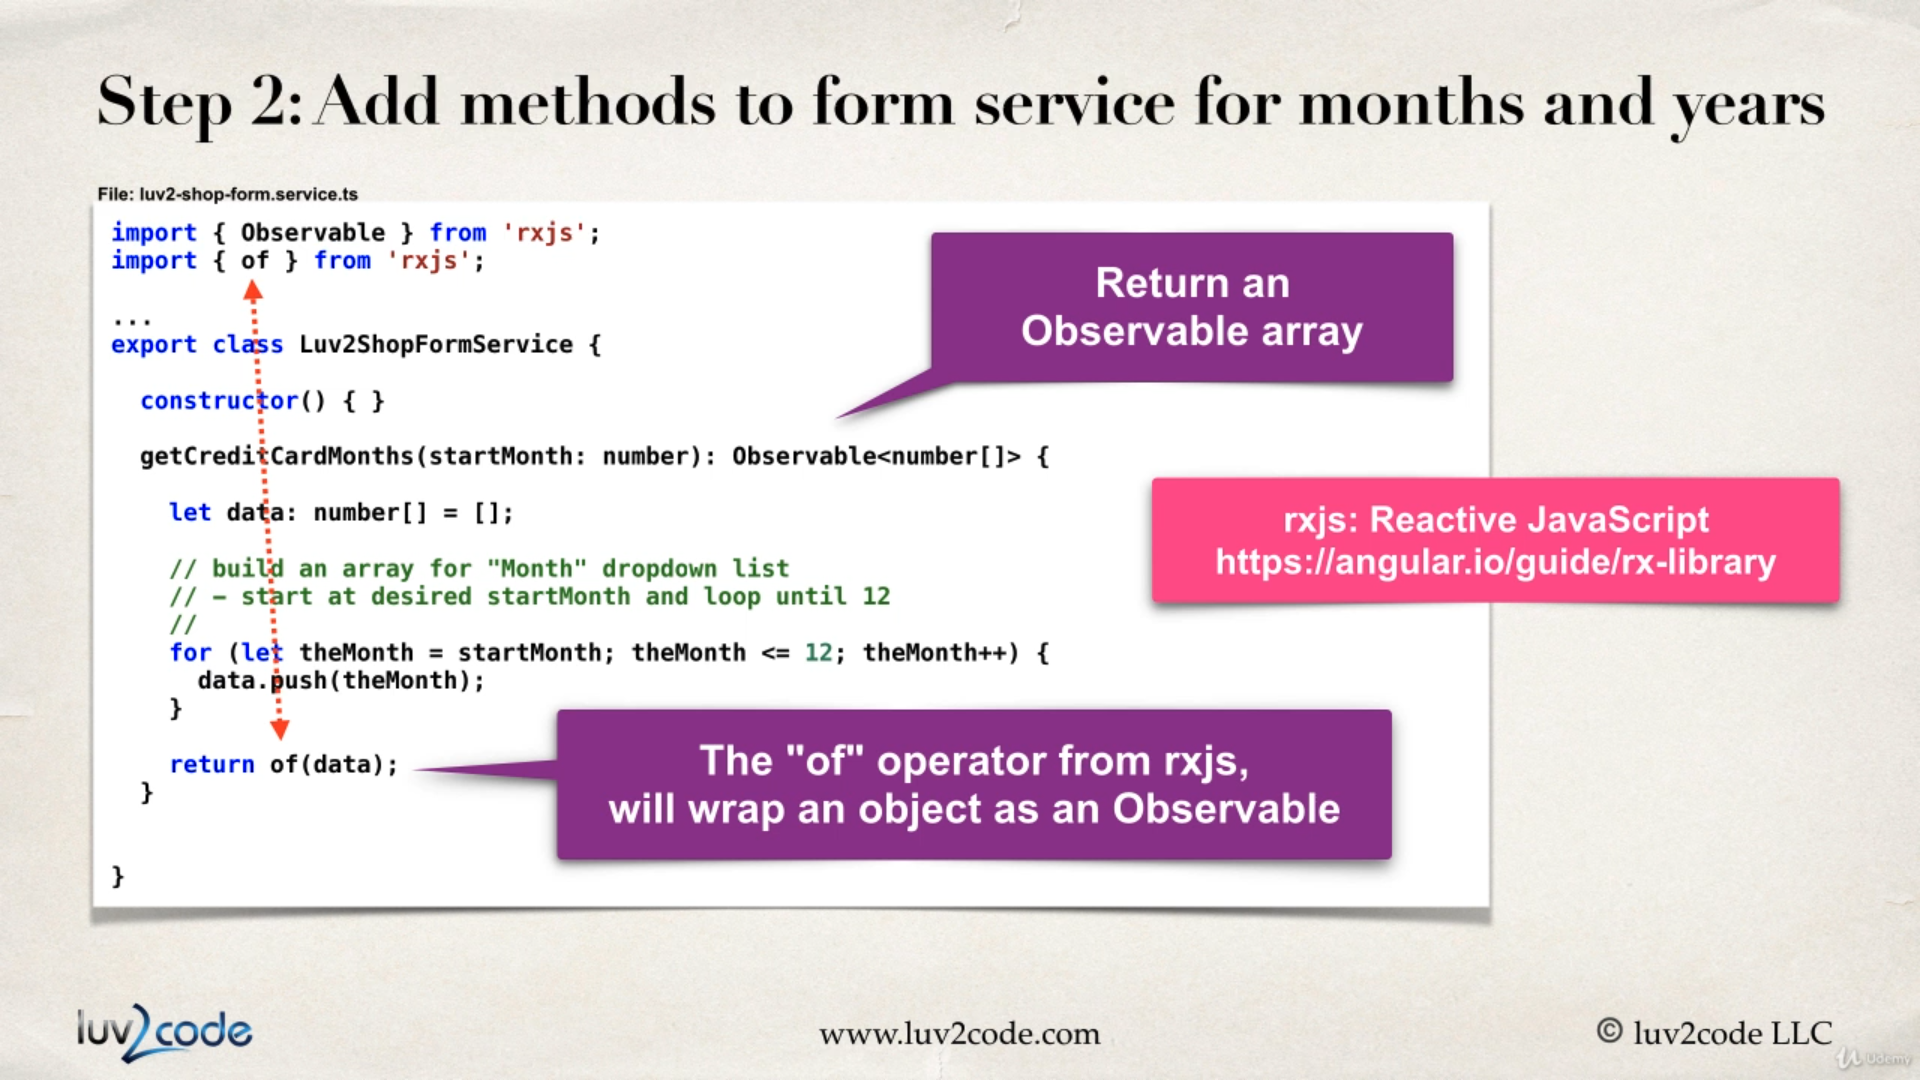 Step 2: Add methods to form service for months and years
File: luv2-shop-form.service.ts
import { Observable } from 'rxjs';
import { of } from 'rxjs';
...
export class Luv2ShopFormService {
constructor() { }
getCreditCardMonths(startMonth: number): Observable<number[]> {
let data: number[] = [];
// build an array for "Month" dropdown list
// – start at desired startMonth and loop until 12
//
for (let theMonth = startMonth; theMonth <= 12; theMonth++) {
data.push(theMonth);
}
return of(data);
}
}
Return an
Observable array
rxjs: Reactive JavaScript
https://angular.io/guide/rx-library
The "of" operator from rxjs,
will wrap an object as an Observable
luv2code
www.luv2code.com
© luv2code LLC
Udemy